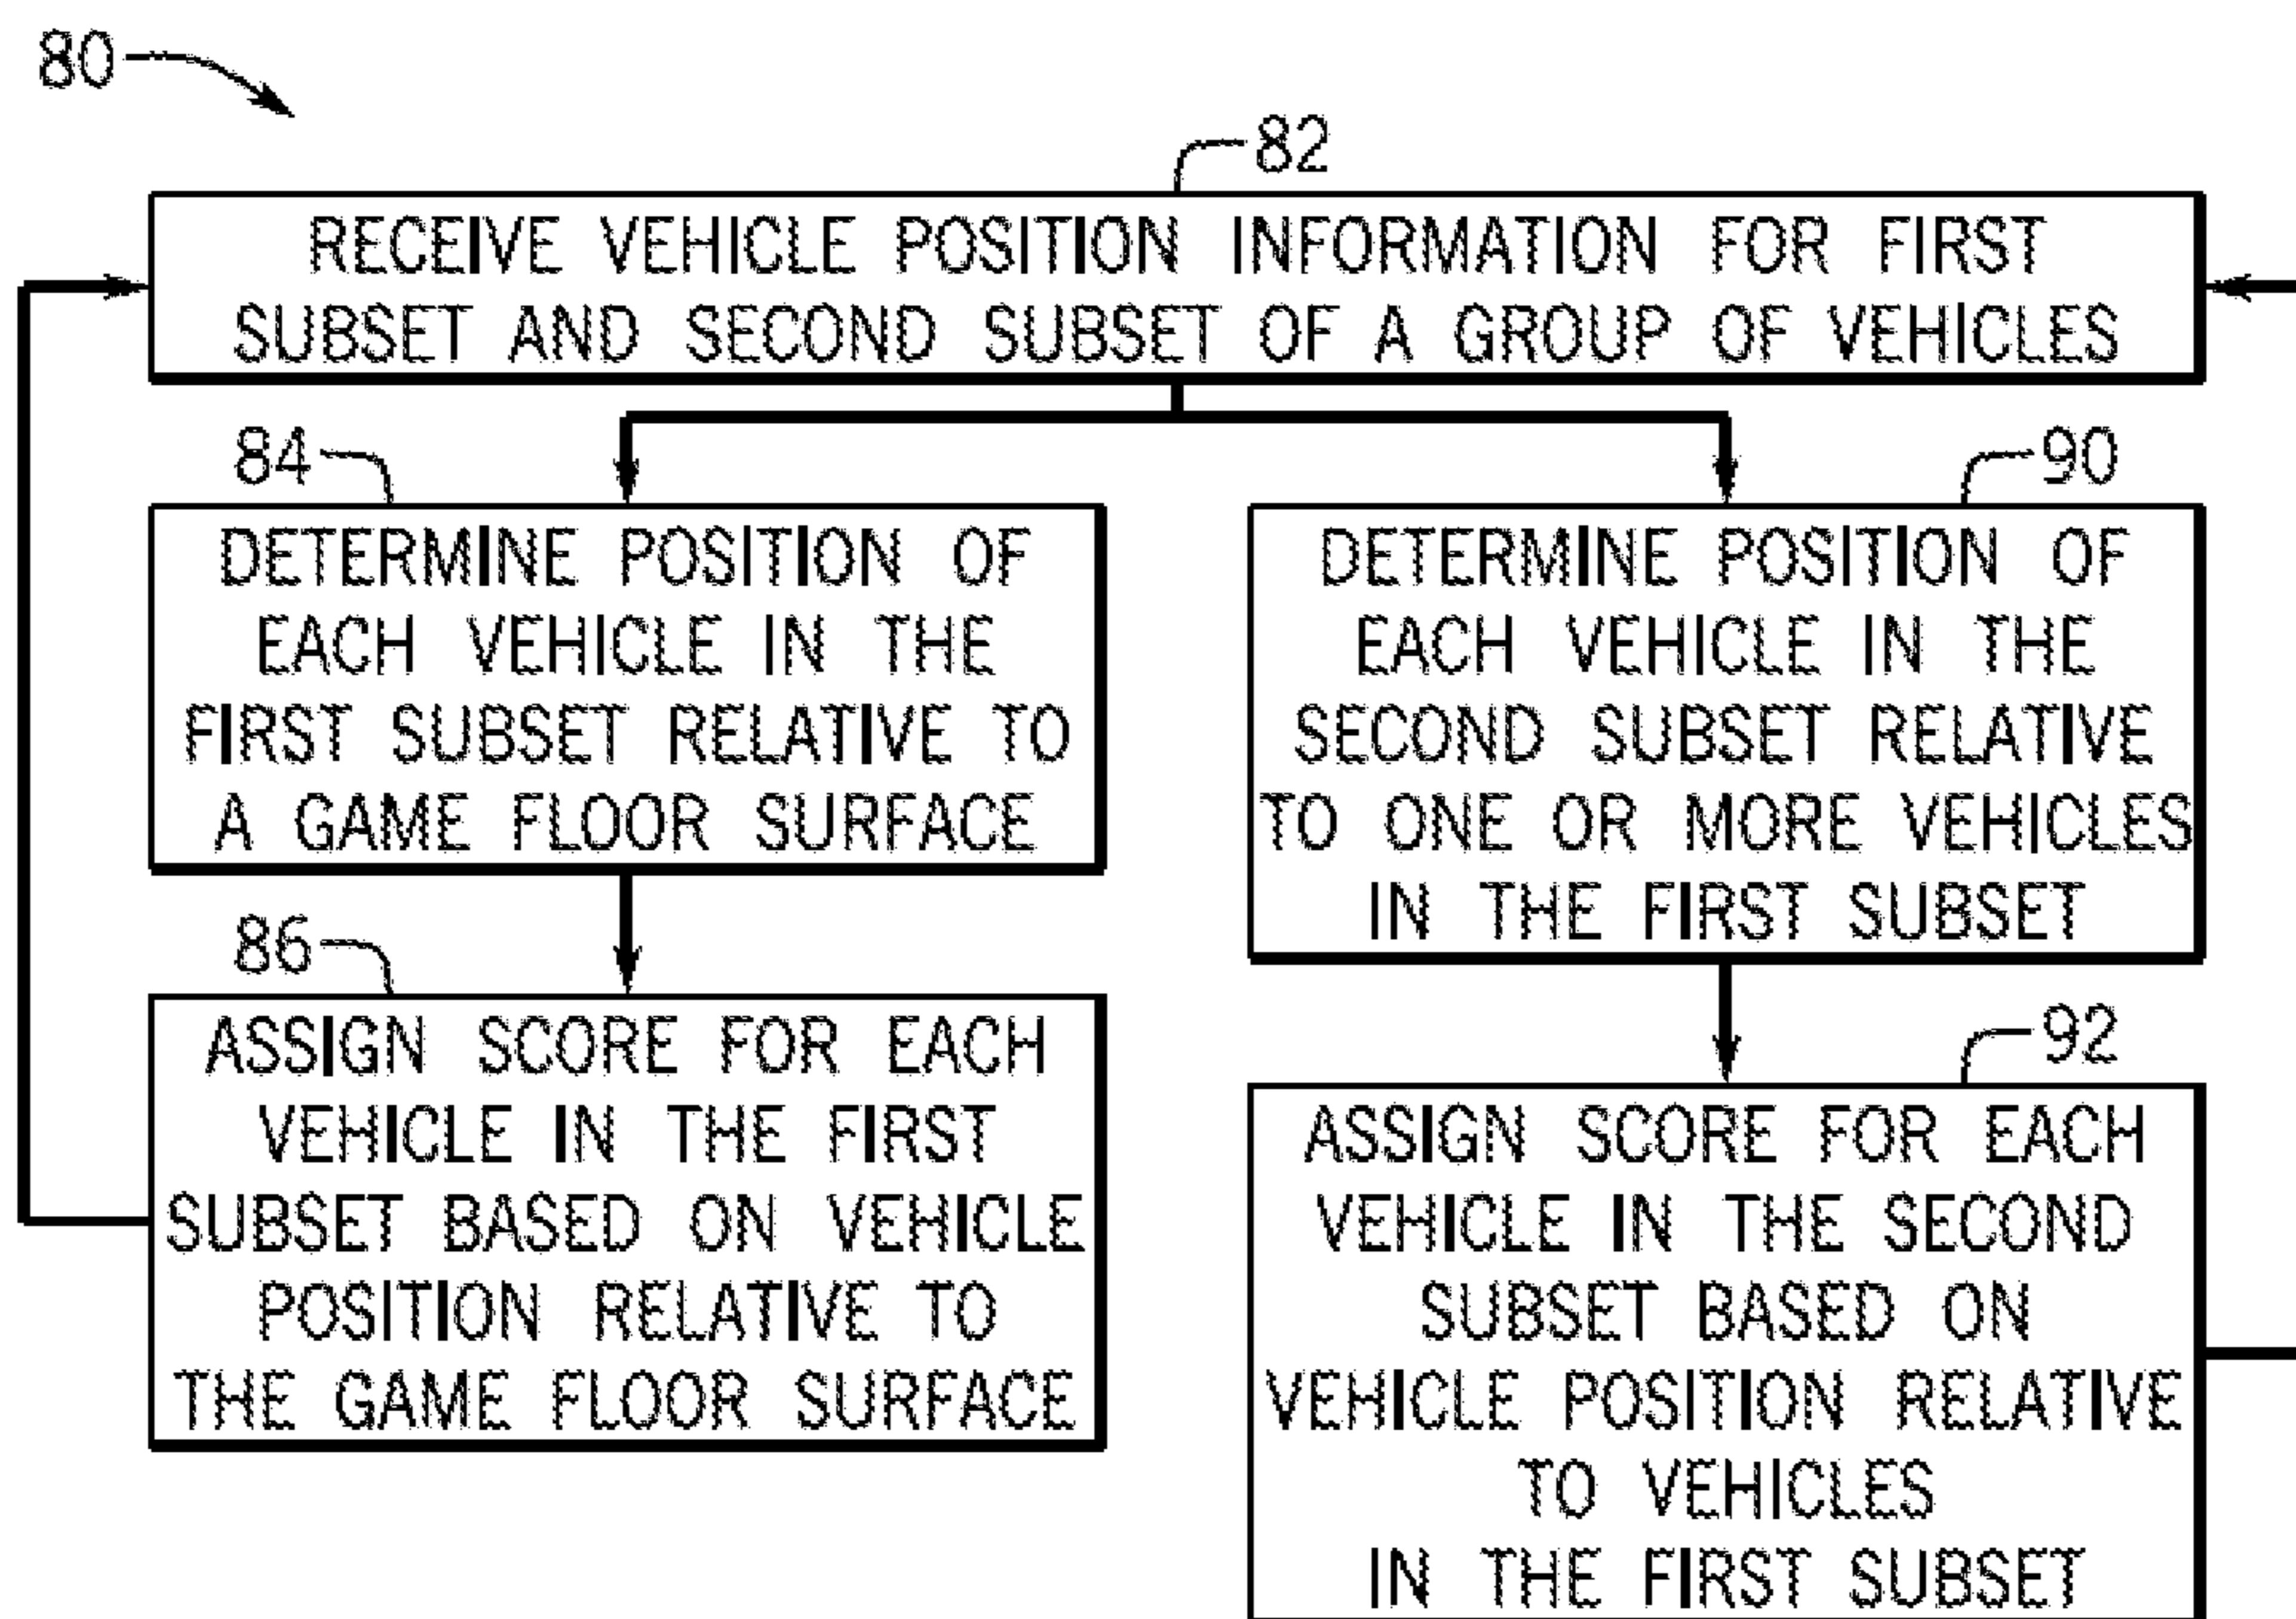 80
82
RECEIVE VEHICLE POSITION INFORMATION FOR FIRST
SUBSET AND SECOND SUBSET OF A GROUP OF VEHICLES
84
DETERMINE POSITION OF
EACH VEHICLE IN THE
FIRST SUBSET RELATIVE TO
A GAME FLOOR SURFACE
86
ASSIGN SCORE FOR EACH
VEHICLE IN THE FIRST
SUBSET BASED ON VEHICLE
POSITION RELATIVE TO
THE GAME FLOOR SURFACE
90
DETERMINE POSITION OF
EACH VEHICLE IN THE
SECOND SUBSET RELATIVE
TO ONE OR MORE VEHICLES
IN THE FIRST SUBSET
92
ASSIGN SCORE FOR EACH
VEHICLE IN THE SECOND
SUBSET BASED ON
VEHICLE POSITION RELATIVE
TO VEHICLES
IN THE FIRST SUBSET